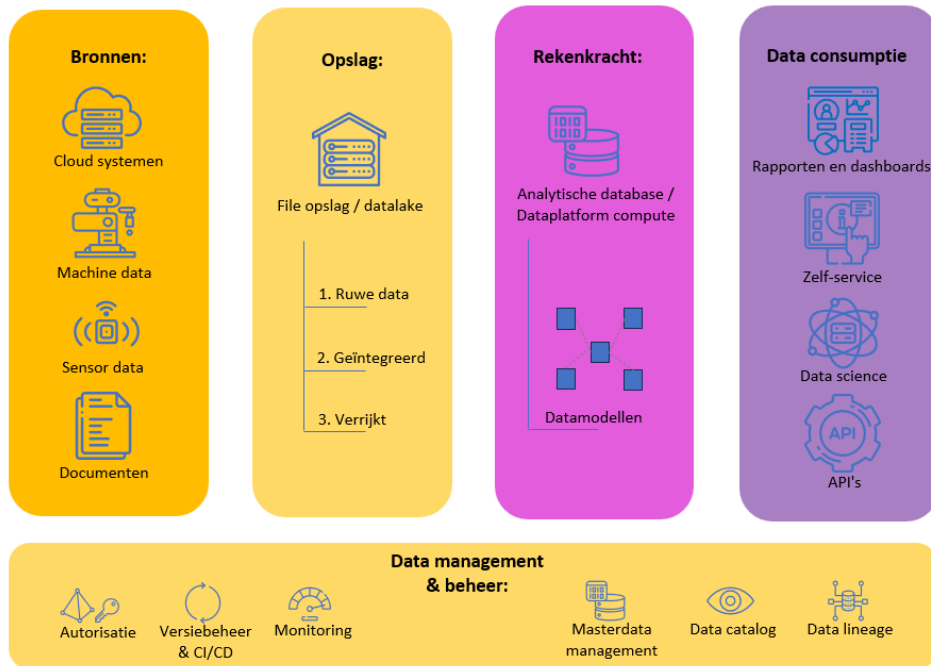 Bronnen:
Cloud systemen
Machine data
Sensor data
Documenten
Opslag:
File opslag / datalake
1. Ruwe data
2. Geïntegreerd
3. Verrijkt
Rekenkracht:
Analytische database /
Dataplatform compute
Datamodellen
Data consumptie
Rapporten en dashboards
Zelf-service
Data science
API
API's
Data management
& beheer:
Autorisatie
Versiebeheer
& CI/CD
Monitoring
Masterdata
management
Data catalog
Data lineage